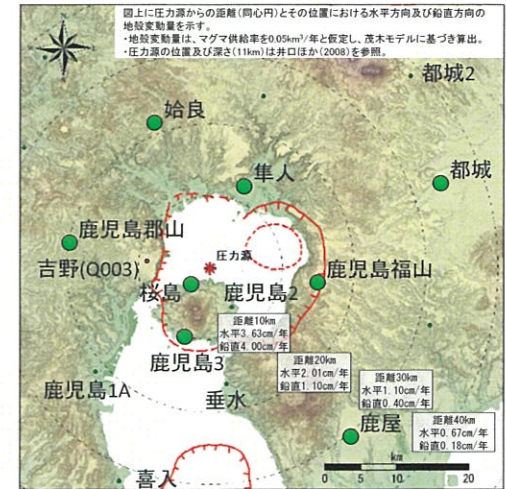 図上に圧力源からの距離(同心円)とその位置における水平方向及び鉛直方向の
地殻変動量を示す。
・地殻変動量は、マグマ供給率を0.05km³/年と仮定し、茂木モデルに基づき算出。
・圧力源の位置及び深さ(11km)は井口ほか(2008)を参照。
都城2
姶良
隼人
都城
鹿児島郡山
吉野(Q003)
圧力源
鹿児島福山
桜島
鹿児島2
距離10km
水平3.63cm/年
鉛直4.00cm/年
鹿児島3
距離20km
水平2.01cm/年
鉛直1.10cm/年
距離30km
水平1.10cm/年
鉛直0.40cm/年
鹿児島1A
垂水
鹿屋
距離40km
水平0.67cm/年
鉛直0.18cm/年
喜入
km
0 5 10 20